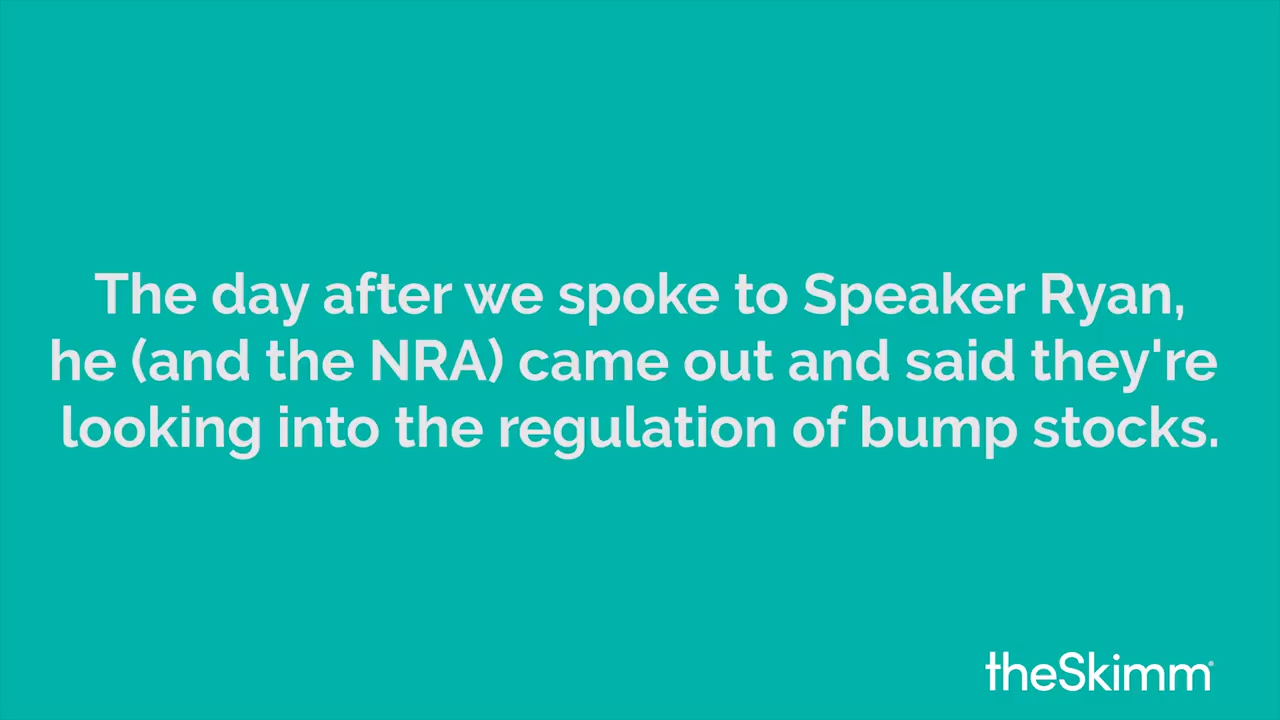 The day after we spoke to Speaker Ryan,
he (and the NRA) came out and said they're
looking into the regulation of bump stocks.
theSkimm®